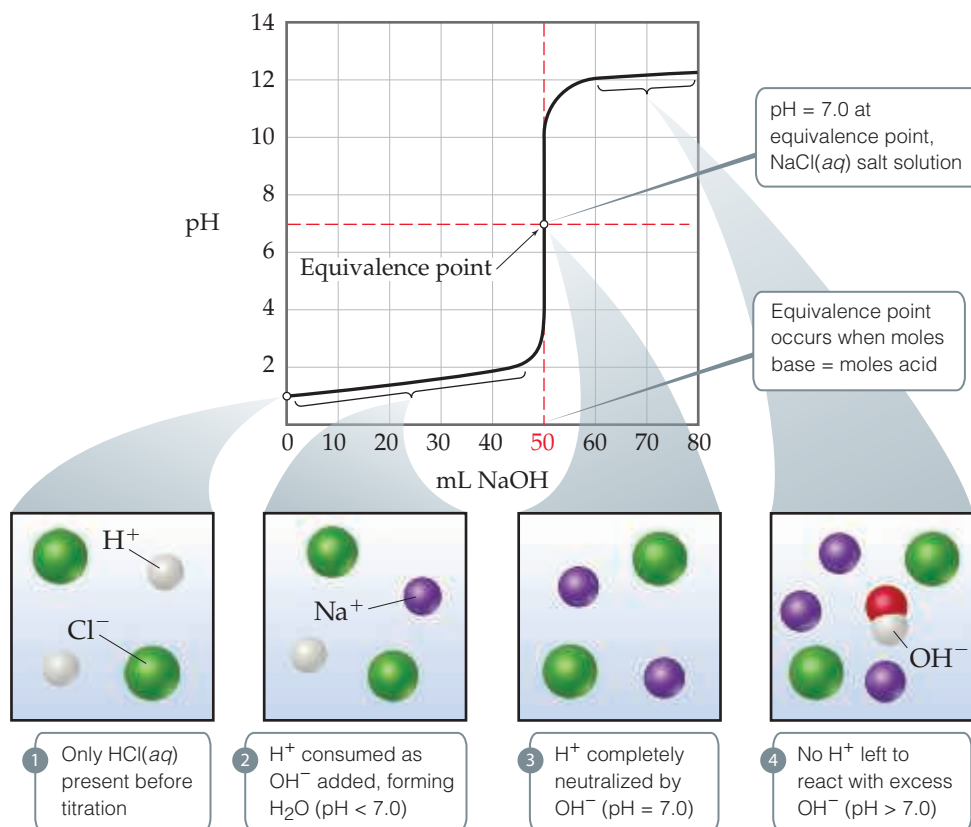 14
12
10
8
6
4
2
pH
0 10 20 30 40 50 60 70 80
mL NaOH
Equivalence point
pH = 7.0 at
equivalence point,
NaCl(aq) salt solution
Equivalence point
occurs when moles
base = moles acid
H+
Cl−
Na+
OH−
1 Only HCl(aq)
present before
titration
2 H+ consumed as
OH− added, forming
H2O (pH < 7.0)
3 H+ completely
neutralized by
OH− (pH = 7.0)
4 No H+ left to
react with excess
OH− (pH > 7.0)